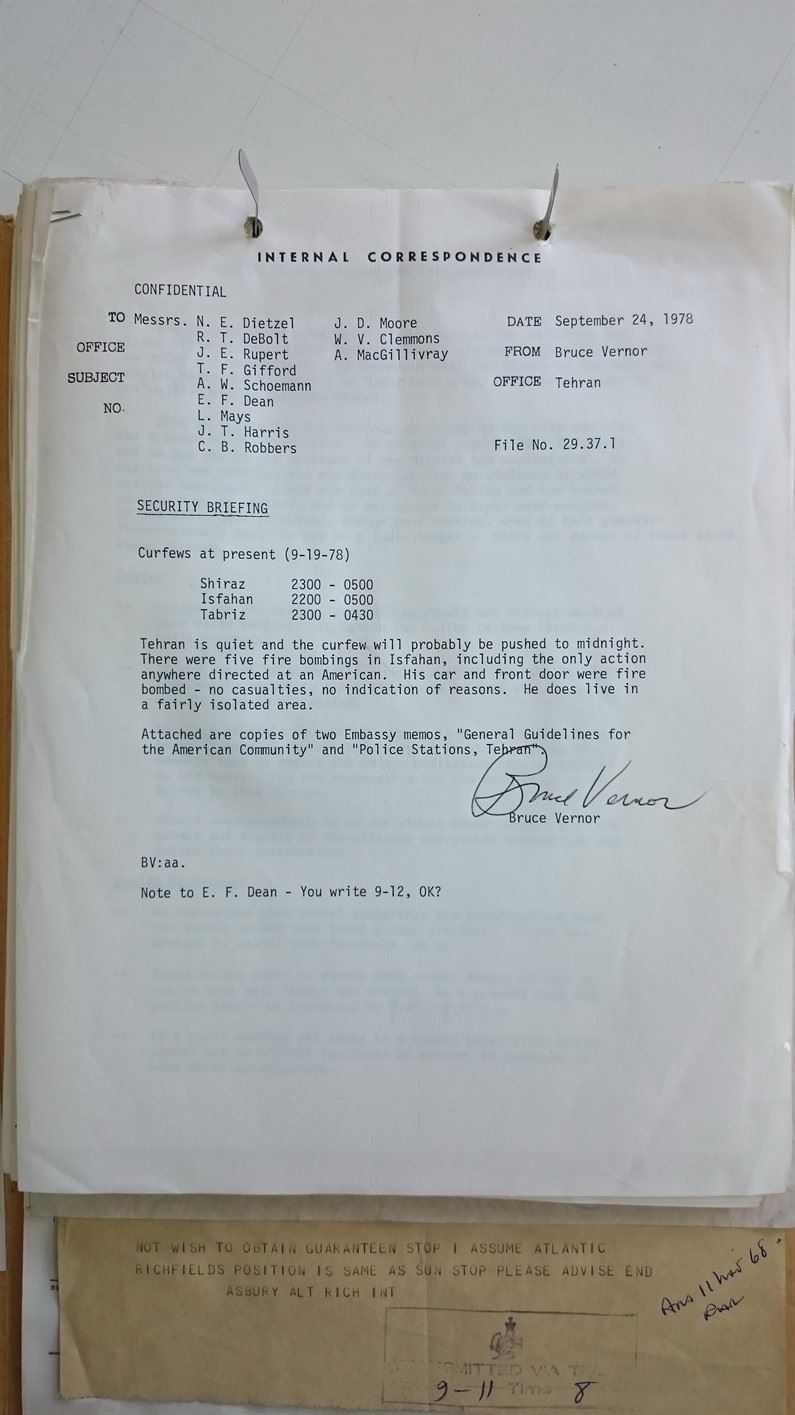 INTERNAL CORRESPONDENCE
CONFIDENTIAL
TO Messrs. N. E. Dietzel J. D. Moore DATE September 24, 1978
R. T. DeBolt W. V. Clemmons
OFFICE J. E. Rupert A. MacGillivray FROM Bruce Vernor
T. F. Gifford
SUBJECT A. W. Schoemann OFFICE Tehran
E. F. Dean
NO. L. Mays
J. T. Harris
C. B. Robbers File No. 29.37.1
SECURITY BRIEFING
Curfews at present (9-19-78)
Shiraz 2300 - 0500
Isfahan 2200 - 0500
Tabriz 2300 - 0430
Tehran is quiet and the curfew will probably be pushed to midnight.
There were five fire bombings in Isfahan, including the only action
anywhere directed at an American. His car and front door were fire
bombed - no casualties, no indication of reasons. He does live in
a fairly isolated area.
Attached are copies of two Embassy memos, "General Guidelines for
the American Community" and "Police Stations, Tehran".
Bruce Vernor
Bruce Vernor
BV:aa.
Note to E. F. Dean - You write 9-12, OK?
NOT WISH TO OBTAIN GUARANTEEN STOP I ASSUME ATLANTIC
RICHFIELDS POSITION IS SAME AS SUN STOP PLEASE ADVISE END
ASBURY ALT RICH INT
Ans 11 Nov 68
VIA
9-11 Time 8